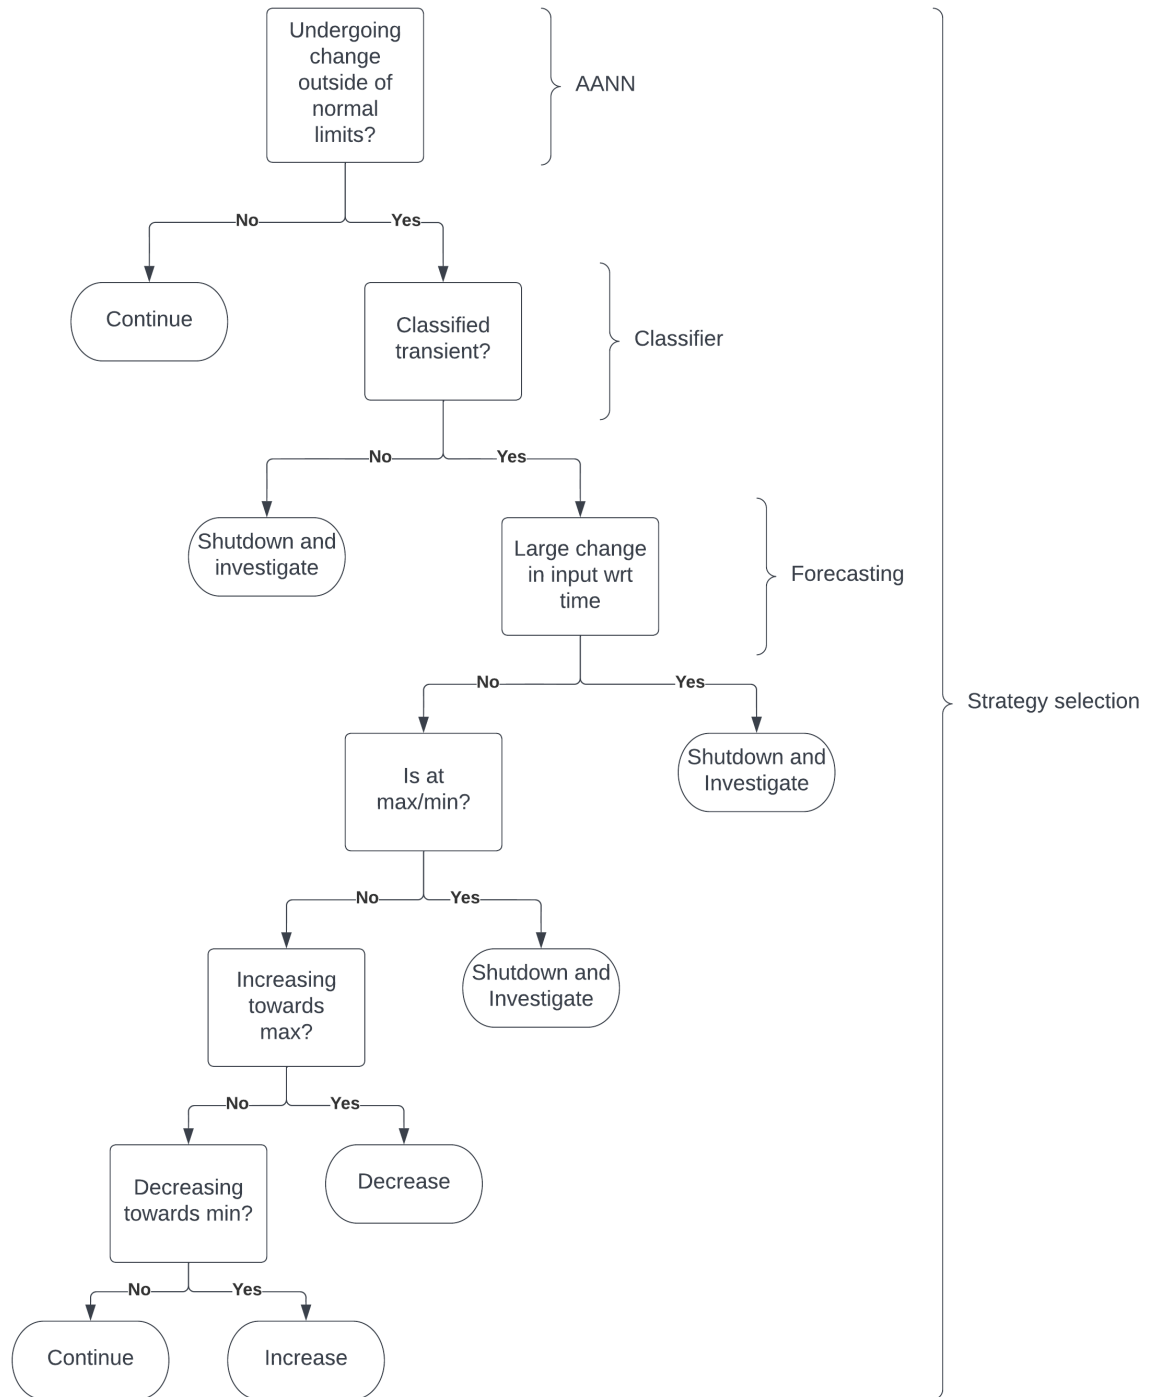 Undergoing
change
outside of
normal
limits?
AANN
No
Yes
Continue
Classified
transient?
Classifier
No
Yes
Shutdown and
investigate
Large change
in input wrt
time
Forecasting
No
Yes
Strategy selection
Is at
max/min?
Shutdown and
Investigate
No
Yes
Increasing
towards
max?
Shutdown and
Investigate
No
Yes
Decreasing
towards min?
Decrease
No
Yes
Continue
Increase